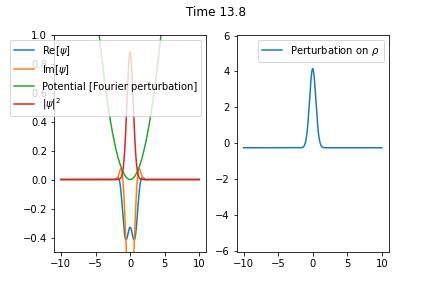 Time 13.8
Re[ψ]
Im[ψ]
Potential [Fourier perturbation]
|ψ|²
1.0
0.8
0.6
0.4
0.2
0.0
−0.2
−0.4
−10 −5 0 5 10
Perturbation on ρ
6
4
2
0
−2
−4
−6
−10 −5 0 5 10